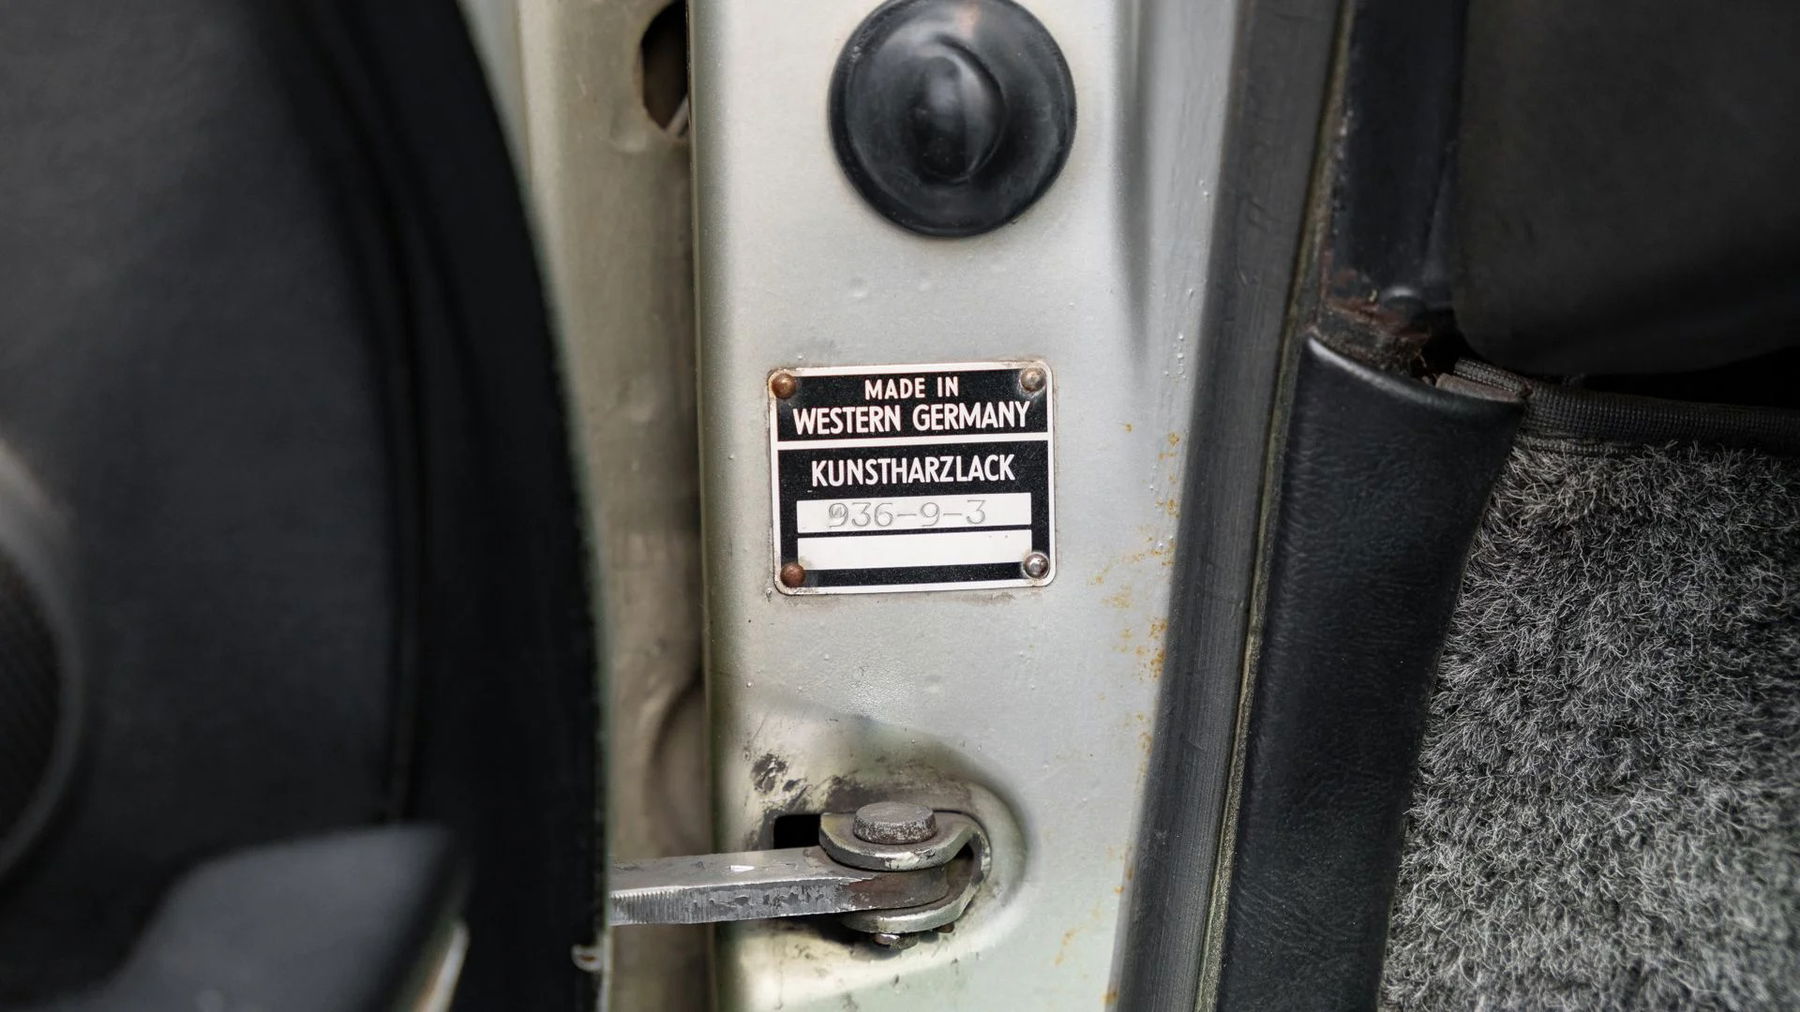 MADE IN
WESTERN GERMANY
KUNSTHARZLACK
936-9-3